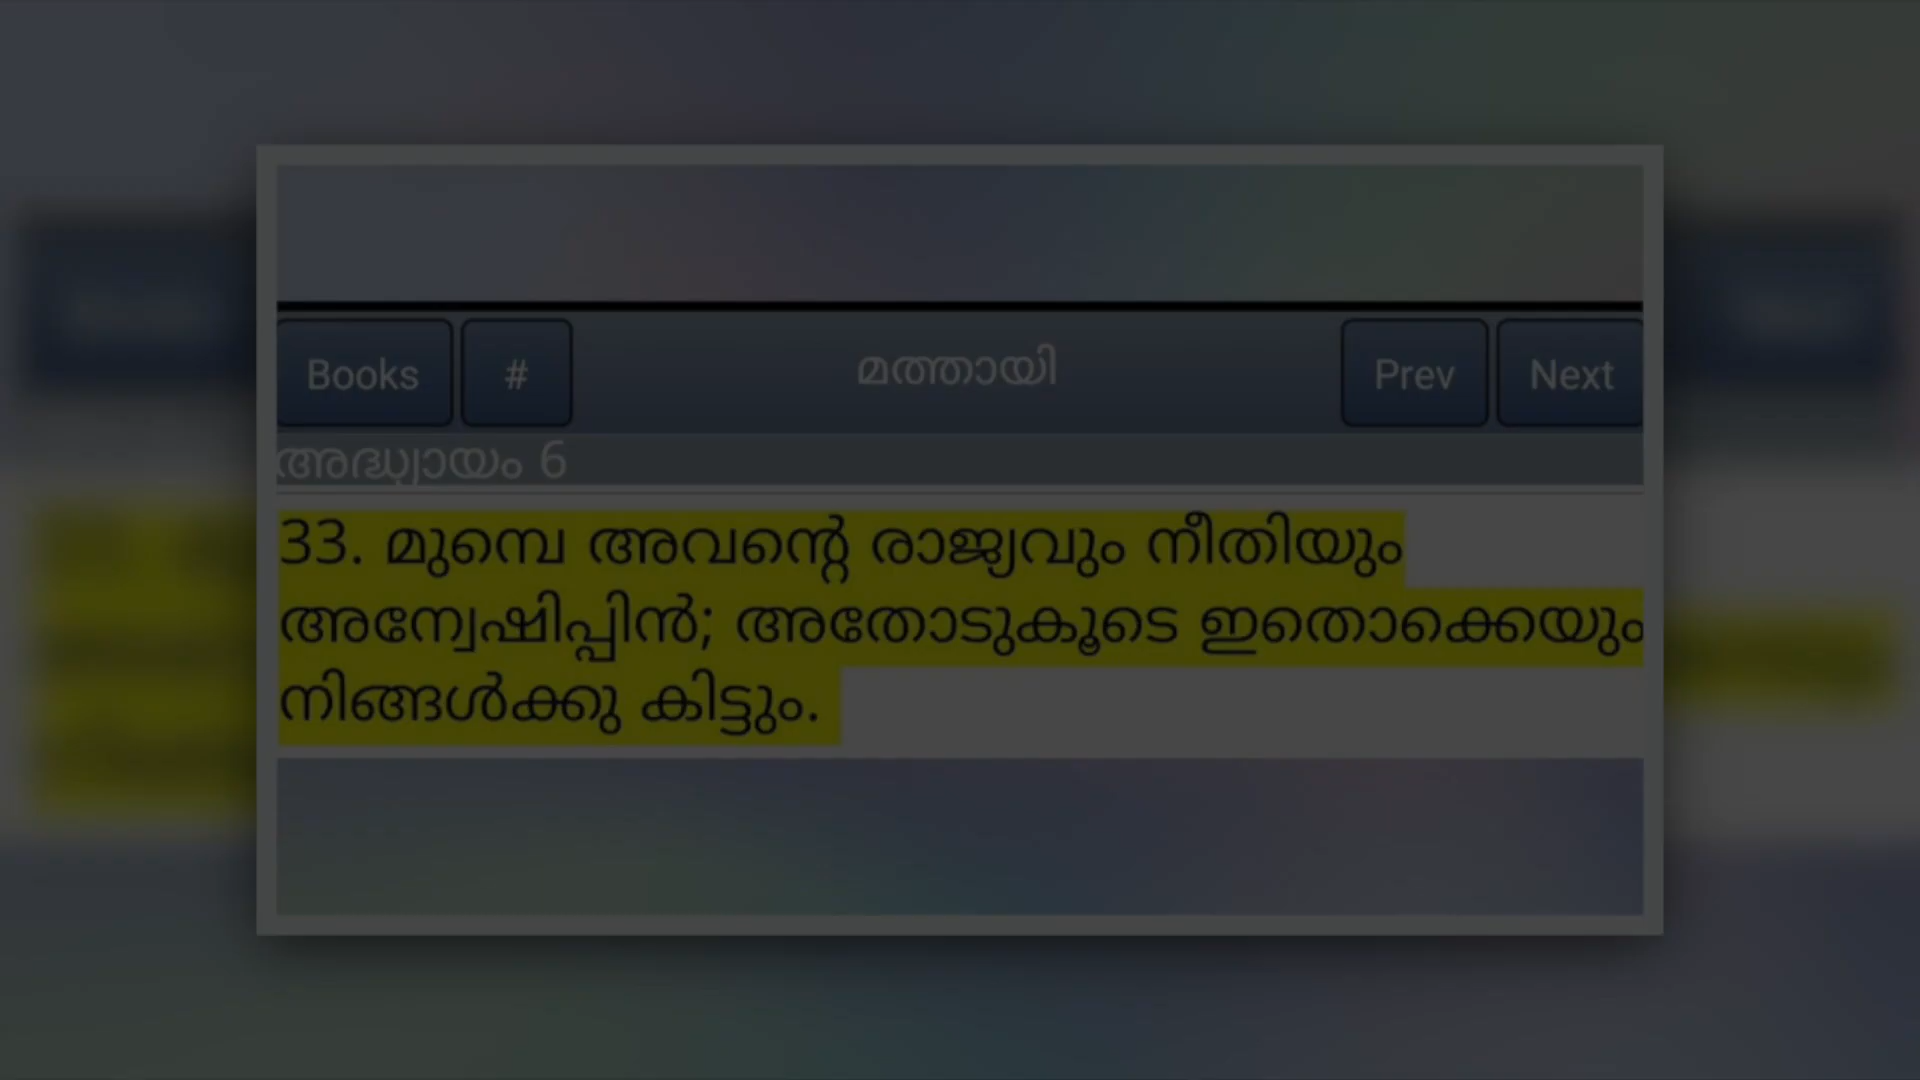 Books # മത്തായി Prev Next
അദ്ധ്യായം 6
33. മുമ്പെ അവന്റെ രാജ്യവും നീതിയും
അന്വേഷിപ്പിൻ; അതോടുകൂടെ ഇതൊക്കെയും
നിങ്ങൾക്കു കിട്ടും.